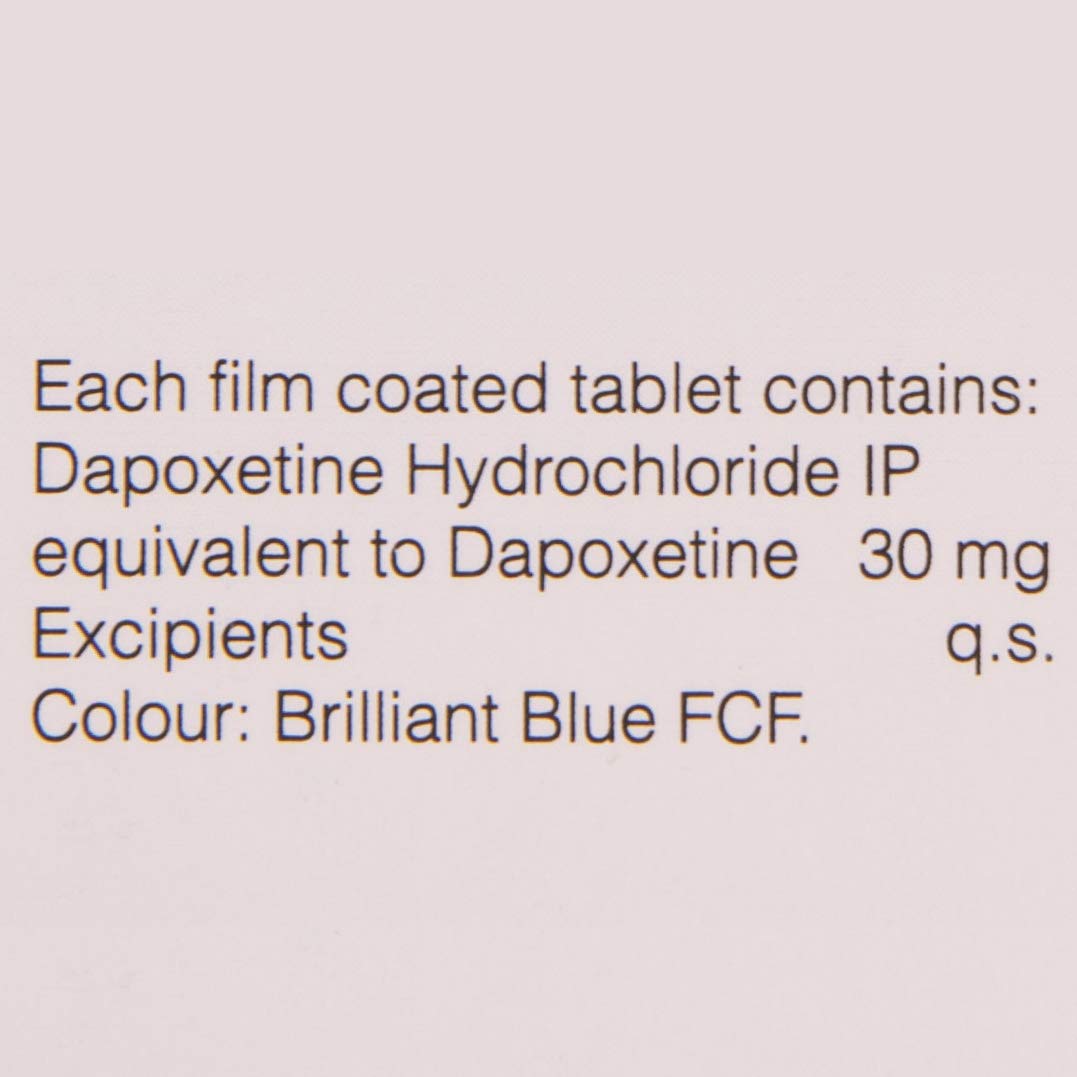 Each film coated tablet contains:
Dapoxetine Hydrochloride IP
equivalent to Dapoxetine 30 mg
Excipients q.s.
Colour: Brilliant Blue FCF.